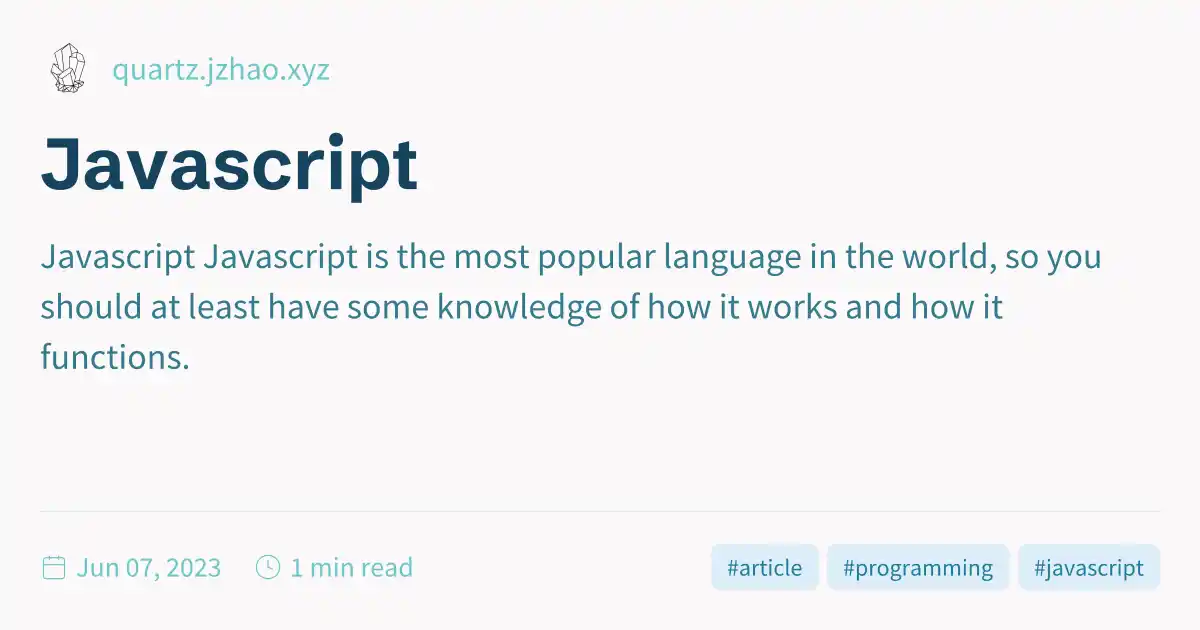 quartz.jzhao.xyz
Javascript
Javascript Javascript is the most popular language in the world, so you
should at least have some knowledge of how it works and how it
functions.
Jun 07, 2023 1 min read #article #programming #javascript